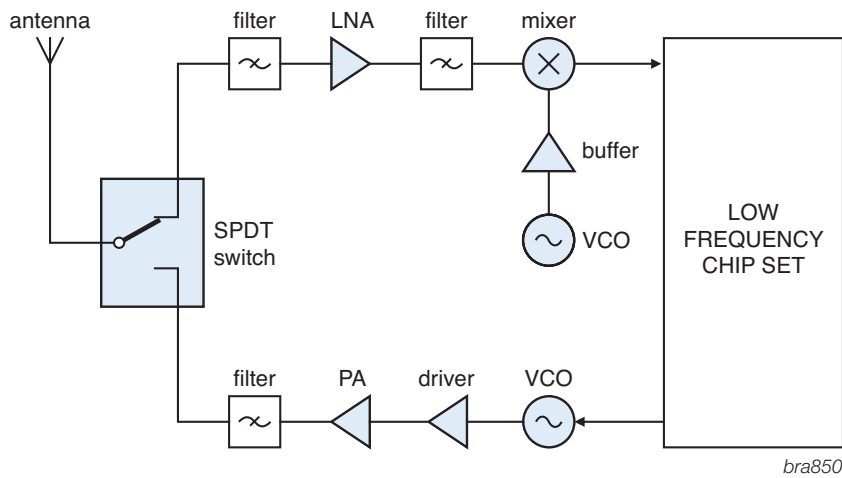 antenna
filter
LNA
filter
mixer
buffer
VCO
SPDT
switch
LOW
FREQUENCY
CHIP SET
filter
PA
driver
VCO
bra850